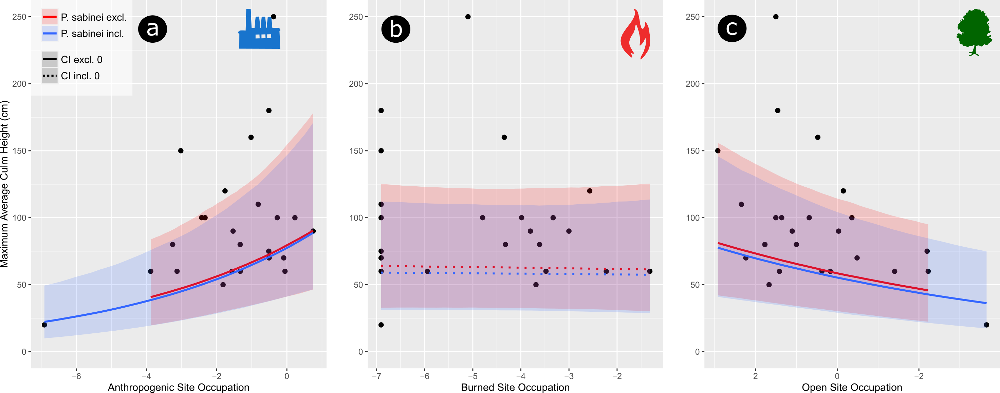 P. sabinei excl.
P. sabinei incl.
CI excl. 0
CI incl. 0
a
b
c
Maximum Average Culm Height (cm)
250
200
150
100
50
0
−6
−4
−2
0
Anthropogenic Site Occupation
250
200
150
100
50
0
−7
−6
−5
−4
−3
−2
Burned Site Occupation
250
200
150
100
50
0
2
0
−2
Open Site Occupation